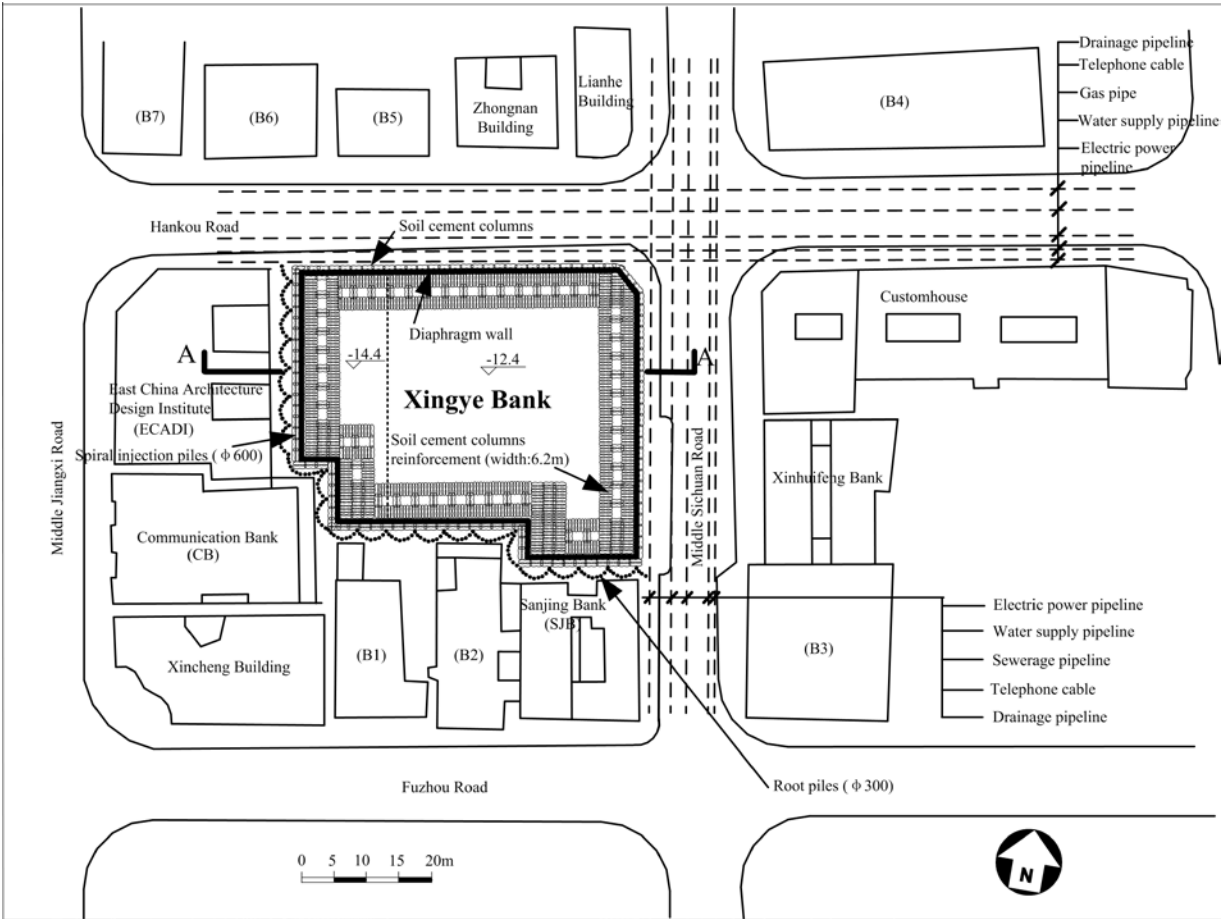 Drainage pipeline
Telephone cable
Gas pipe
Water supply pipeline
Electric power
pipeline
(B7)
(B6)
(B5)
Zhongnan
Building
Lianhe
Building
(B4)
Hankou Road
Soil cement columns
Diaphragm wall
Customhouse
A
A
-14.4
-12.4
Xingye Bank
East China Architecture
Design Institute
(ECADI)
Spiral injection piles ( ϕ600)
Soil cement columns
reinforcement (width:6.2m)
Middle Jiangxi Road
Middle Sichuan Road
Xinhuifeng Bank
Communication Bank
(CB)
Xincheng Building
(B1)
(B2)
Sanjing Bank
(SJB)
(B3)
Electric power pipeline
Water supply pipeline
Sewerage pipeline
Telephone cable
Drainage pipeline
Root piles ( ϕ300)
Fuzhou Road
0 5 10 15 20m
N